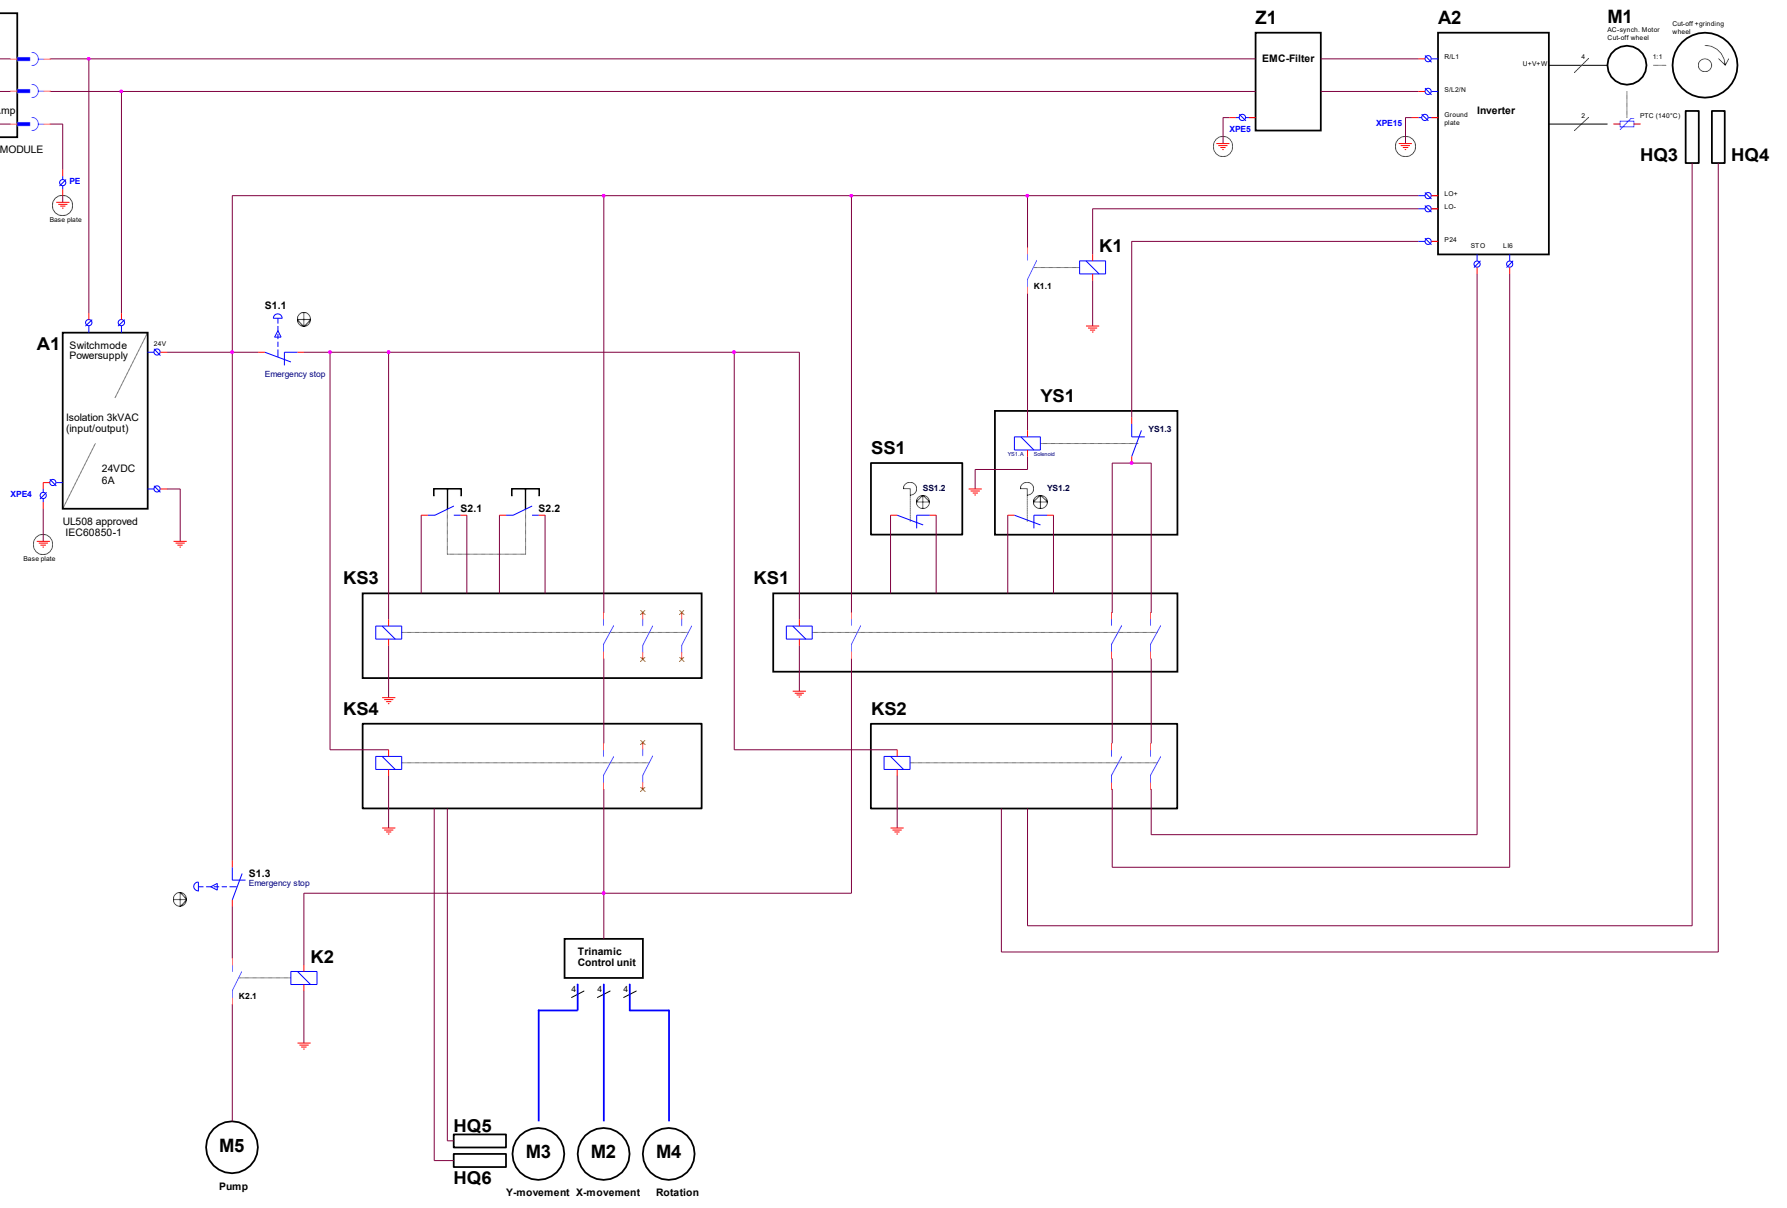 Z1
A2
M1
AC-synch. Motor
Cut-off wheel
Cut-off +grinding
wheel
EMC-Filter
R/L1
U+V+W
4
1:1
S/L2/N
Inverter
Ground
plate
2
PTC (140°C)
XPE5
XPE15
HQ3
HQ4
MODULE
PE
Base plate
LO+
LO-
P24
STO
LI6
K1
K1.1
S1.1
Emergency stop
A1
Switchmode
Powersupply
24V
Isolation 3kVAC
(input/output)
24VDC
6A
XPE4
UL508 approved
IEC60850-1
Base plate
YS1
YS1.3
YS1.A
Solenoid
YS1.2
SS1
SS1.2
S2.1
S2.2
KS3
KS1
KS4
KS2
S1.3
Emergency stop
K2
K2.1
Trinamic
Control unit
4
4
4
M5
Pump
HQ5
HQ6
M3
M2
M4
Y-movement
X-movement
Rotation